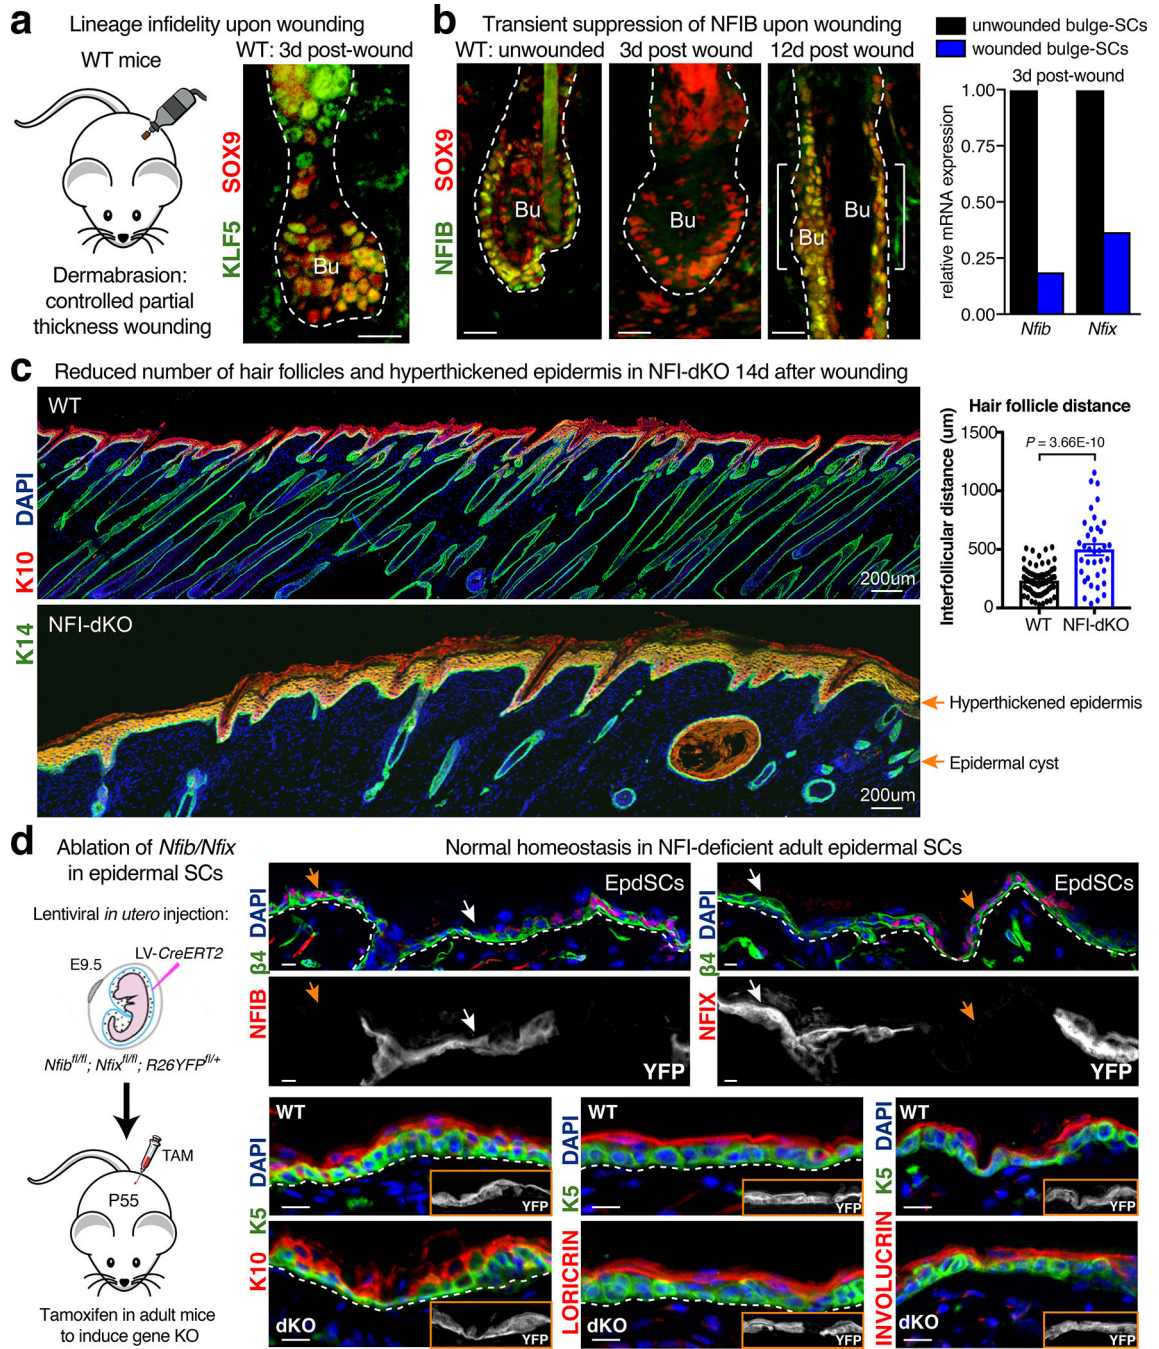 a
Lineage infidelity upon wounding
WT mice
WT: 3d post-wound
KLF5 SOX9
Bu
Dermabrasion:
controlled partial
thickness wounding
b
Transient suppression of NFIB upon wounding
WT: unwounded
3d post wound
12d post wound
NFIB SOX9
Bu
Bu
Bu
Bu
unwounded bulge-SCs
wounded bulge-SCs
3d post-wound
relative mRNA expression
1.00
0.75
0.50
0.25
0.00
Nfib
Nfix
c
Reduced number of hair follicles and hyperthickened epidermis in NFI-dKO 14d after wounding
K14 K10 DAPI
WT
200um
NFI-dKO
200um
Hair follicle distance
P = 3.66E-10
Interfollicular distance (um)
1500
1000
500
0
WT
NFI-dKO
Hyperthickened epidermis
Epidermal cyst
d
Ablation of Nfib/Nfix
in epidermal SCs
Lentiviral in utero injection:
E9.5
LV-CreERT2
Nfibfl/fl; Nfixfl/fl; R26YFPfl/+
TAM
P55
Tamoxifen in adult mice
to induce gene KO
Normal homeostasis in NFI-deficient adult epidermal SCs
NFIB β4 DAPI
EpdSCs
YFP
NFIX β4 DAPI
EpdSCs
YFP
K10 K5 DAPI
WT
YFP
dKO
YFP
LORICRIN K5 DAPI
WT
YFP
dKO
YFP
INVOLUCRIN K5 DAPI
WT
YFP
dKO
YFP